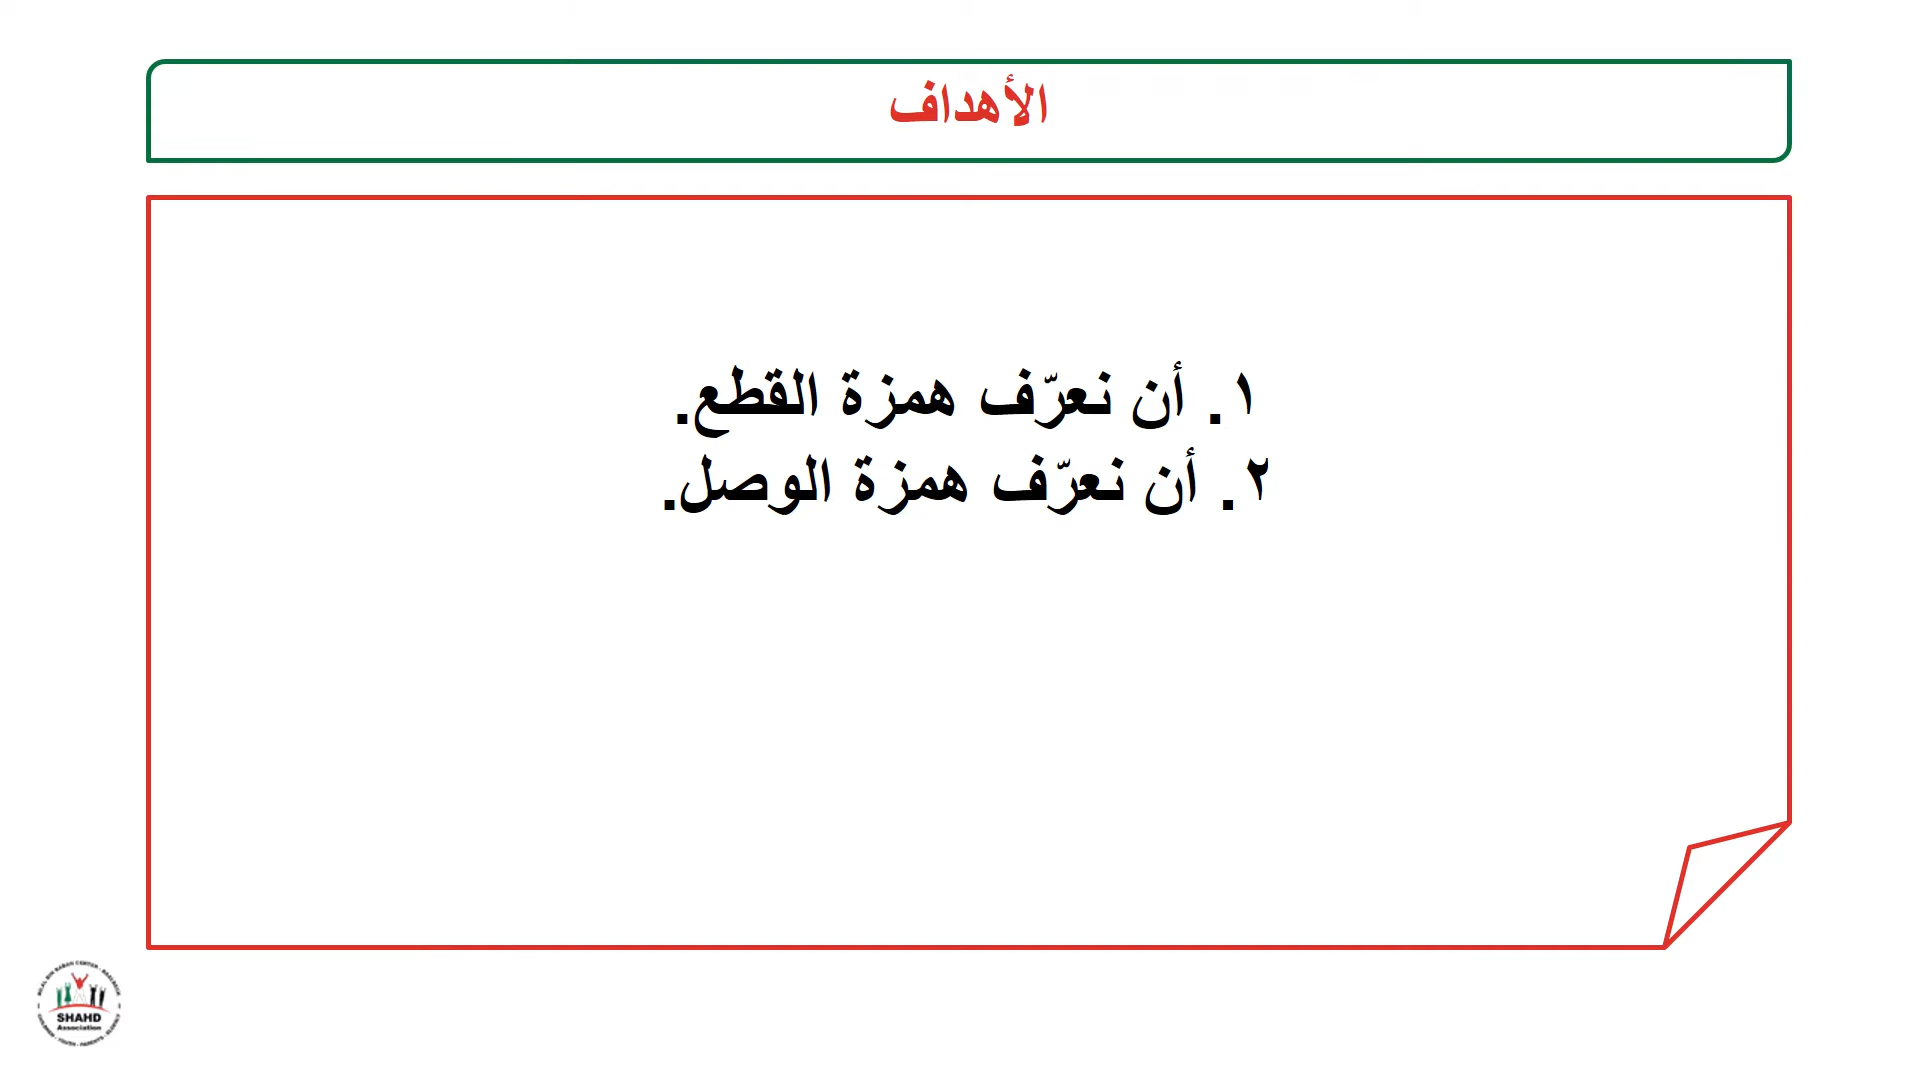 الأهداف
١. أن نعرّف همزة القطع.
٢. أن نعرّف همزة الوصل.
SHAHD
Association